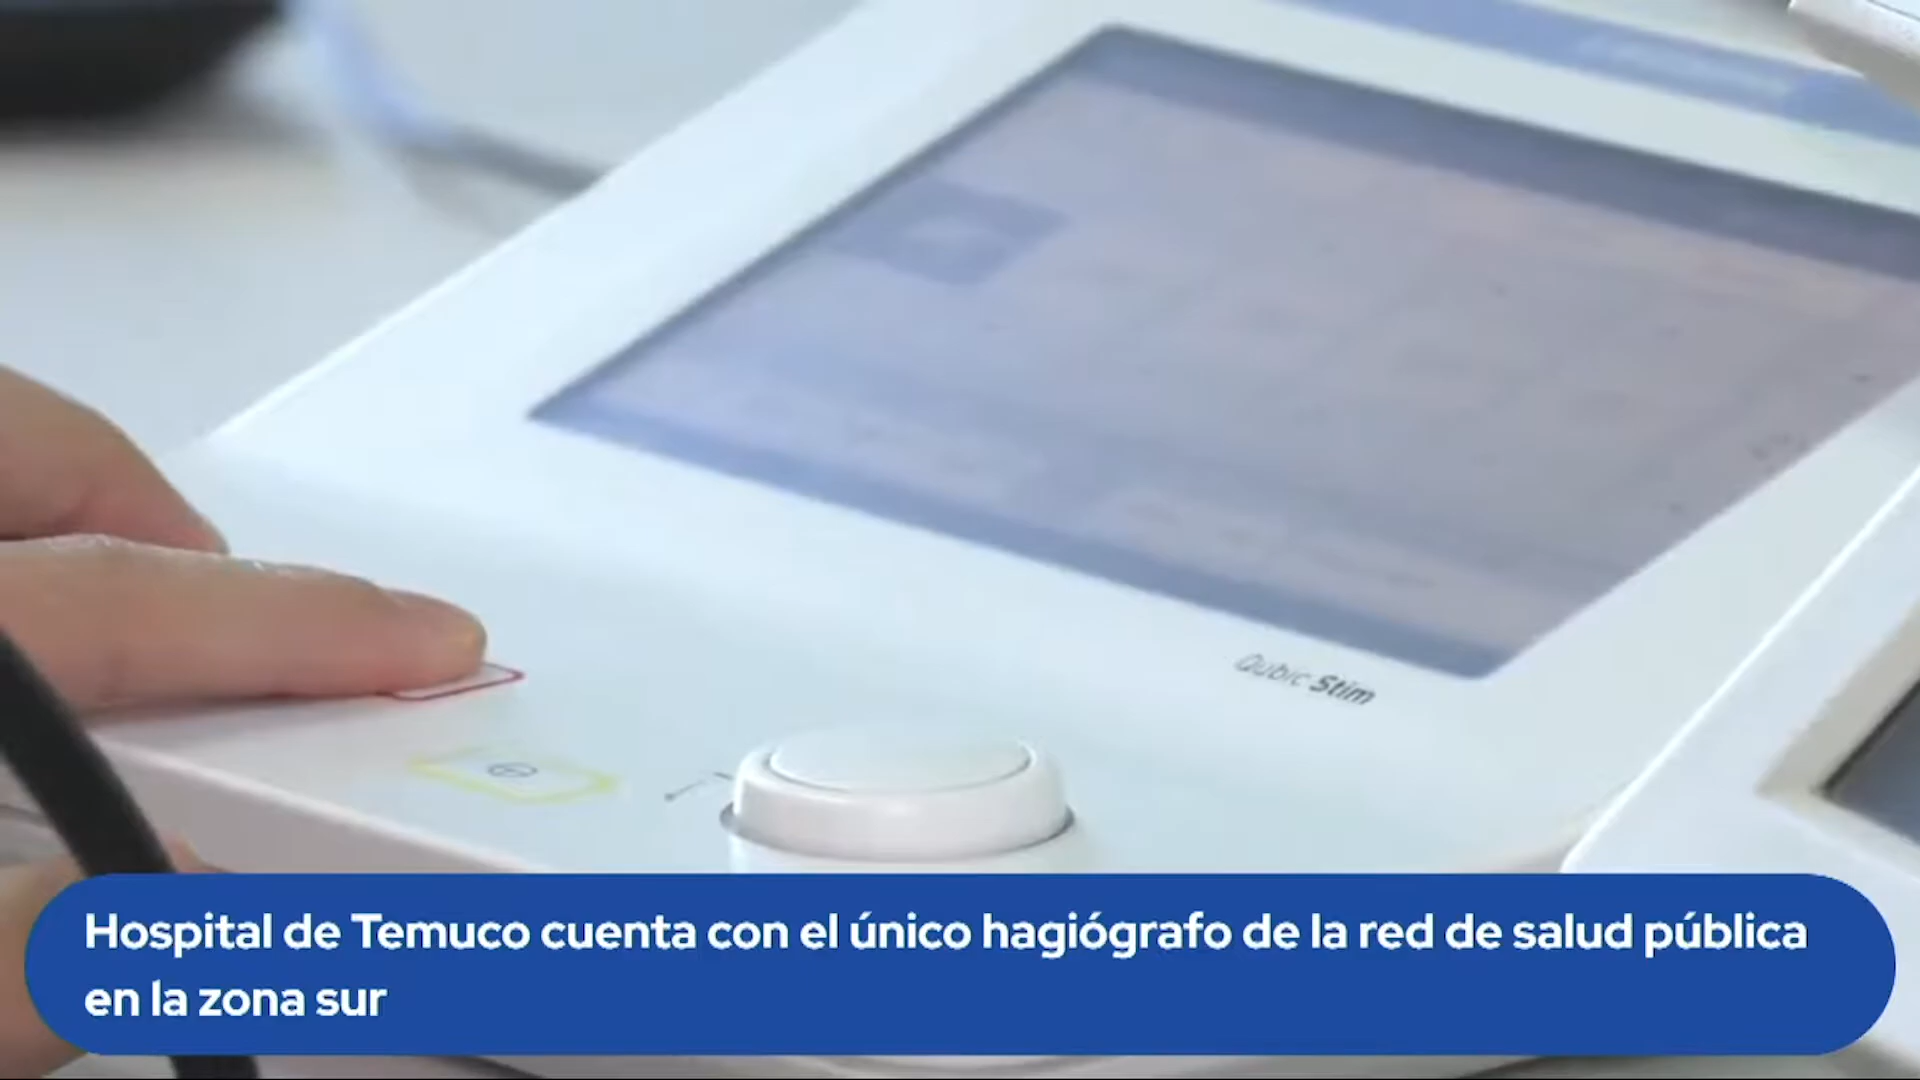 Qubic Stim
Hospital de Temuco cuenta con el único hagiógrafo de la red de salud pública
en la zona sur